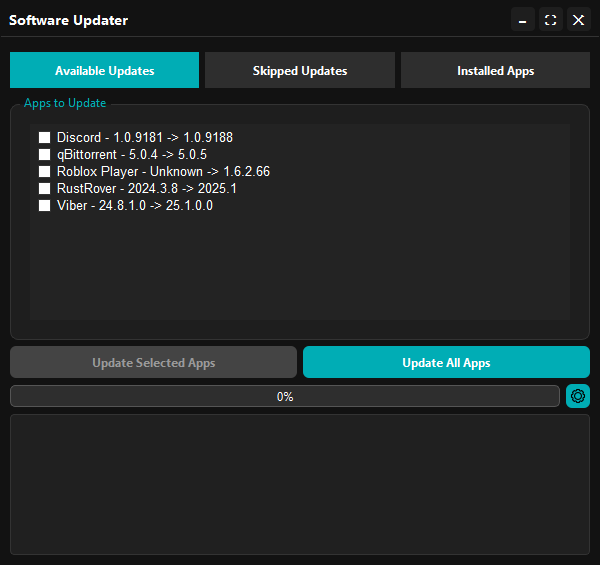 Software Updater
Available Updates
Skipped Updates
Installed Apps
Apps to Update
Discord - 1.0.9181 -> 1.0.9188
qBittorrent - 5.0.4 -> 5.0.5
Roblox Player - Unknown -> 1.6.2.66
RustRover - 2024.3.8 -> 2025.1
Viber - 24.8.1.0 -> 25.1.0.0
Update Selected Apps
Update All Apps
0%